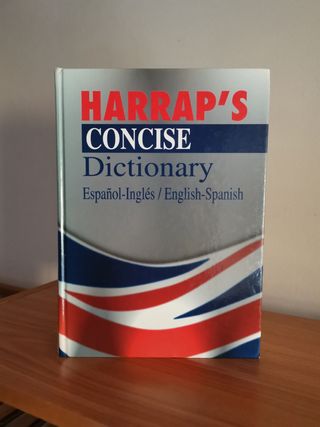 HARRAP'S
CONCISE
Dictionary
Español-Inglés / English-Spanish